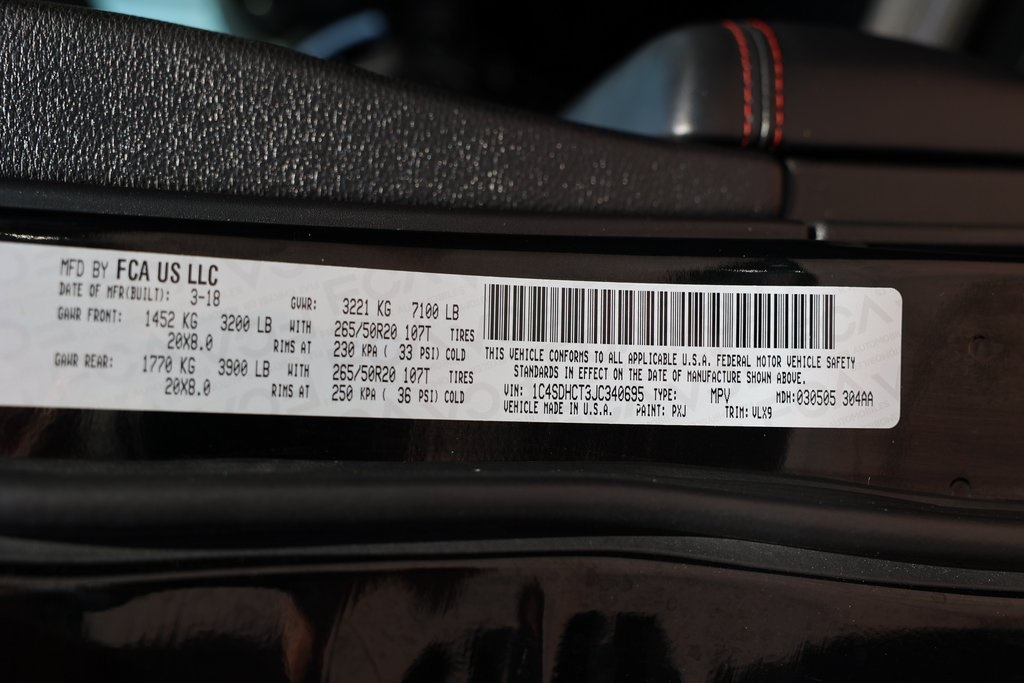 MFD BY FCA US LLC
DATE OF MFR(BUILT): 3-18 GVWR: 3221 KG 7100 LB
GAWR FRONT: 1452 KG 3200 LB WITH 265/50R20 107T TIRES
20X8.0 RIMS AT 230 KPA ( 33 PSI) COLD
GAWR REAR: 1770 KG 3900 LB WITH 265/50R20 107T TIRES
20X8.0 RIMS AT 250 KPA ( 36 PSI) COLD
THIS VEHICLE CONFORMS TO ALL APPLICABLE U.S.A. FEDERAL MOTOR VEHICLE SAFETY
STANDARDS IN EFFECT ON THE DATE OF MANUFACTURE SHOWN ABOVE.
VIN: 1C4SDHCT3JC340695 TYPE: MPV MDH:030505 304AA
VEHICLE MADE IN U.S.A. PAINT: PXJ TRIM: VLX9